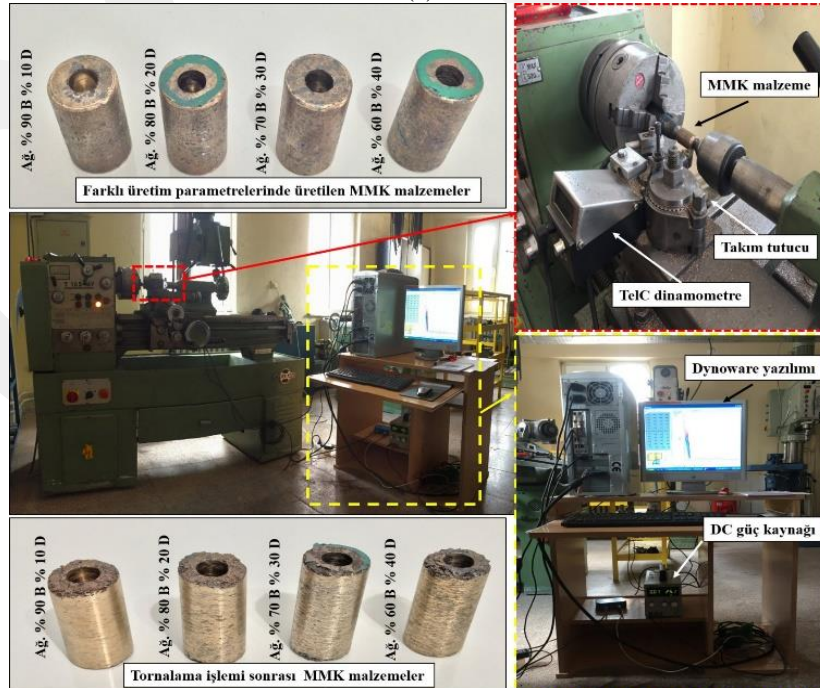 Ağ. % 90 B % 10 D
Ağ. % 80 B % 20 D
Ağ. % 70 B % 30 D
Ağ. % 60 B % 40 D
Farklı üretim parametrelerinde üretilen MMK malzemeler
MMK malzeme
Takım tutucu
TelC dinamometre
Dynoware yazılımı
DC güç kaynağı
Ağ. % 90 B % 10 D
Ağ. % 80 B % 20 D
Ağ. % 70 B % 30 D
Ağ. % 60 B % 40 D
Tornalama işlemi sonrası MMK malzemeler